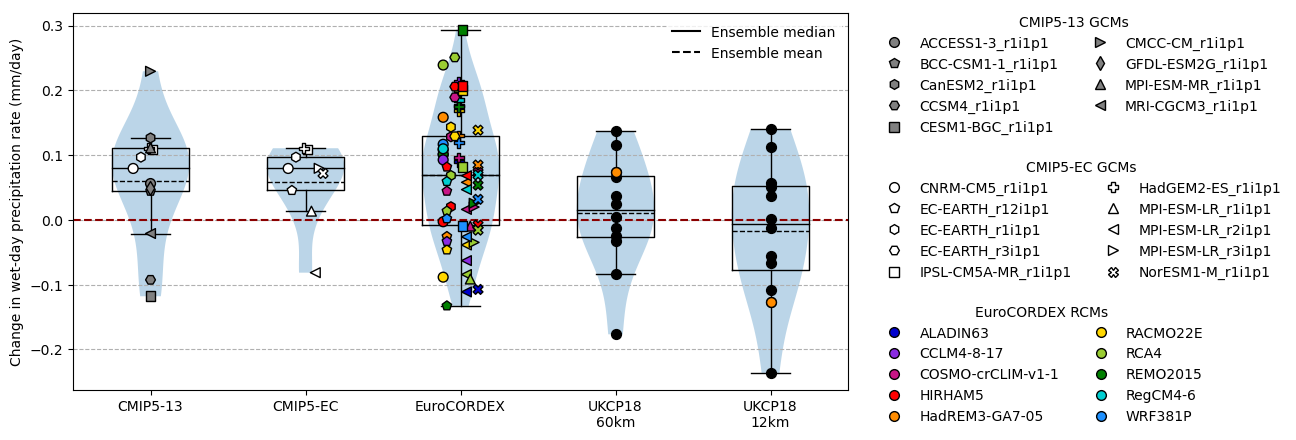 Change in wet-day precipitation rate (mm/day)
0.3
0.2
0.1
0.0
−0.1
−0.2
Ensemble median
Ensemble mean
CMIP5-13
CMIP5-EC
EuroCORDEX
UKCP18
60km
UKCP18
12km
CMIP5-13 GCMs
ACCESS1-3_r1i1p1
BCC-CSM1-1_r1i1p1
CanESM2_r1i1p1
CCSM4_r1i1p1
CESM1-BGC_r1i1p1
CMCC-CM_r1i1p1
GFDL-ESM2G_r1i1p1
MPI-ESM-MR_r1i1p1
MRI-CGCM3_r1i1p1
CMIP5-EC GCMs
CNRM-CM5_r1i1p1
EC-EARTH_r12i1p1
EC-EARTH_r1i1p1
EC-EARTH_r3i1p1
IPSL-CM5A-MR_r1i1p1
HadGEM2-ES_r1i1p1
MPI-ESM-LR_r1i1p1
MPI-ESM-LR_r2i1p1
MPI-ESM-LR_r3i1p1
NorESM1-M_r1i1p1
EuroCORDEX RCMs
ALADIN63
CCLM4-8-17
COSMO-crCLIM-v1-1
HIRHAM5
HadREM3-GA7-05
RACMO22E
RCA4
REMO2015
RegCM4-6
WRF381P